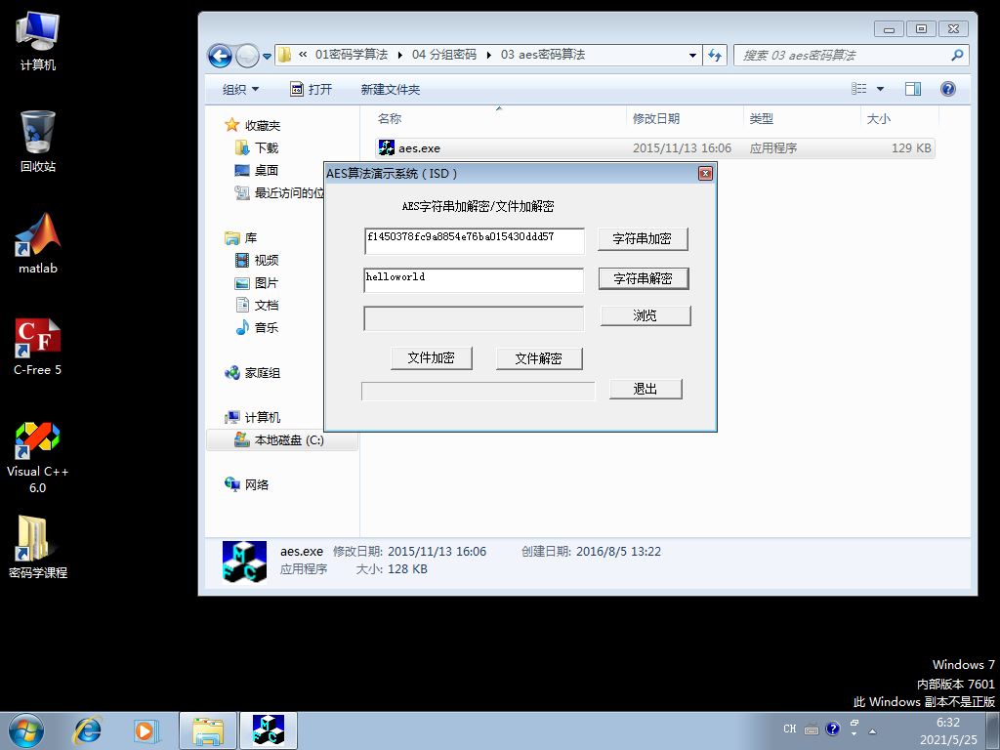 计算机
回收站
matlab
C-Free 5
Visual C++
6.0
密码学课程
« 01密码学算法 ▸ 04 分组密码 ▸ 03 aes密码算法
搜索 03 aes密码算法
组织 打开 新建文件夹
收藏夹
下载
桌面
最近访问的位
库
视频
图片
文档
音乐
家庭组
计算机
本地磁盘 (C:)
网络
名称 修改日期 类型 大小
aes.exe 2015/11/13 16:06 应用程序 129 KB
AES算法演示系统（ISD）
AES字符串加解密/文件加解密
f1450378fc9a8854e76ba015430ddd57 字符串加密
helloworld 字符串解密
浏览
文件加密 文件解密
退出
aes.exe 修改日期: 2015/11/13 16:06 创建日期: 2016/8/5 13:22
应用程序 大小: 128 KB
Windows 7
内部版本 7601
此 Windows 副本不是正版
CH
6:32
2021/5/25